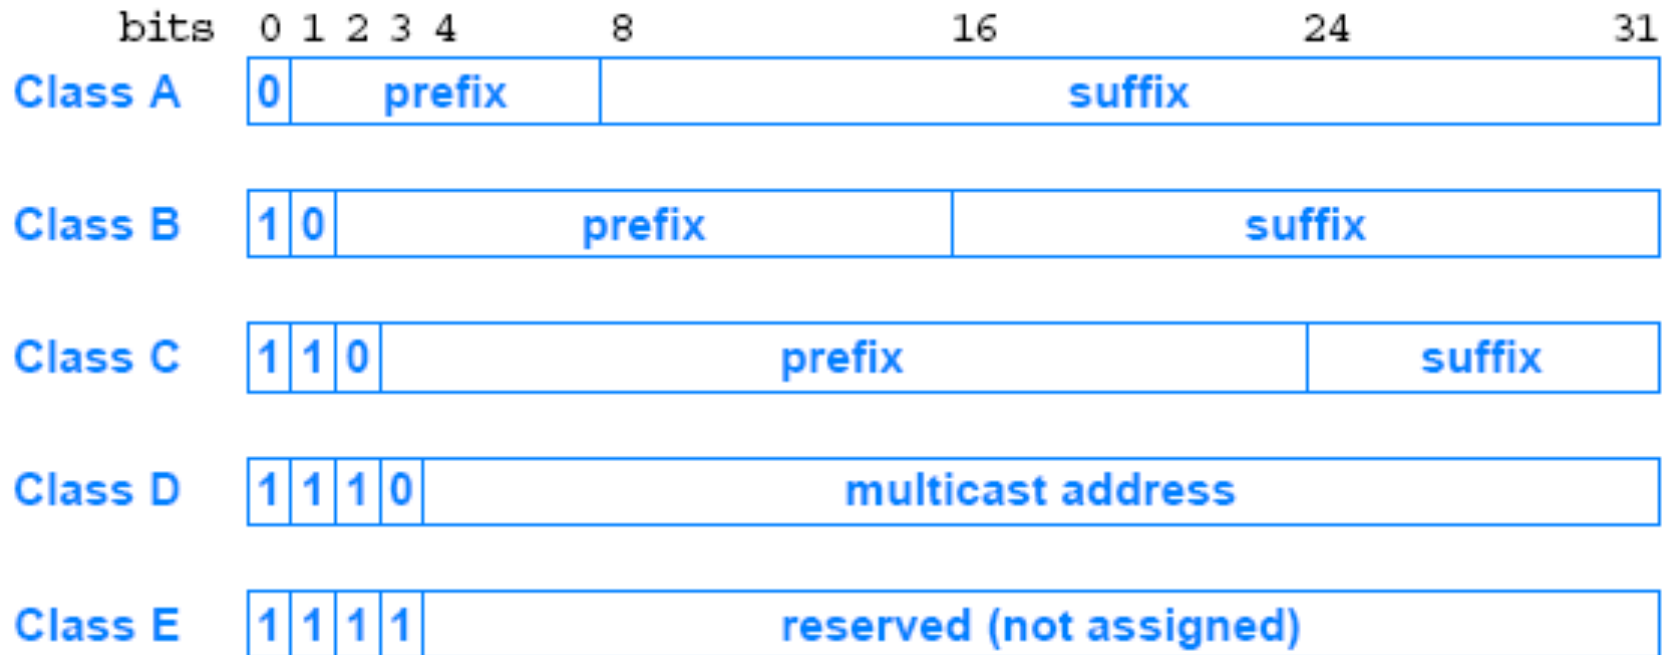 bits 0 1 2 3 4 8 16 24 31
Class A 0 prefix suffix
Class B 1 0 prefix suffix
Class C 1 1 0 prefix suffix
Class D 1 1 1 0 multicast address
Class E 1 1 1 1 reserved (not assigned)